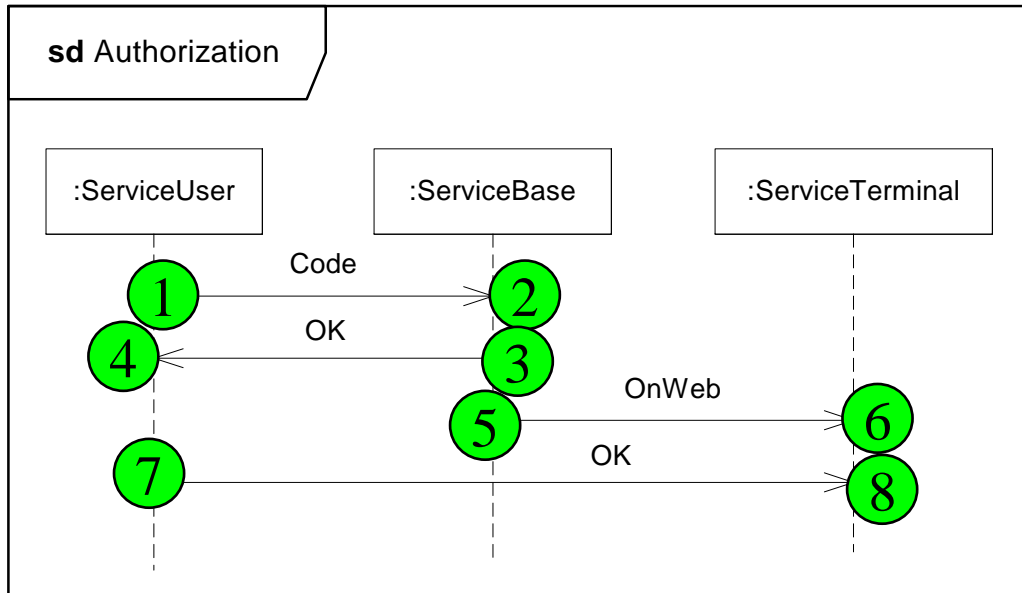 sd Authorization
:ServiceUser
:ServiceBase
:ServiceTerminal
Code
1
2
OK
4
3
OnWeb
5
6
OK
7
8